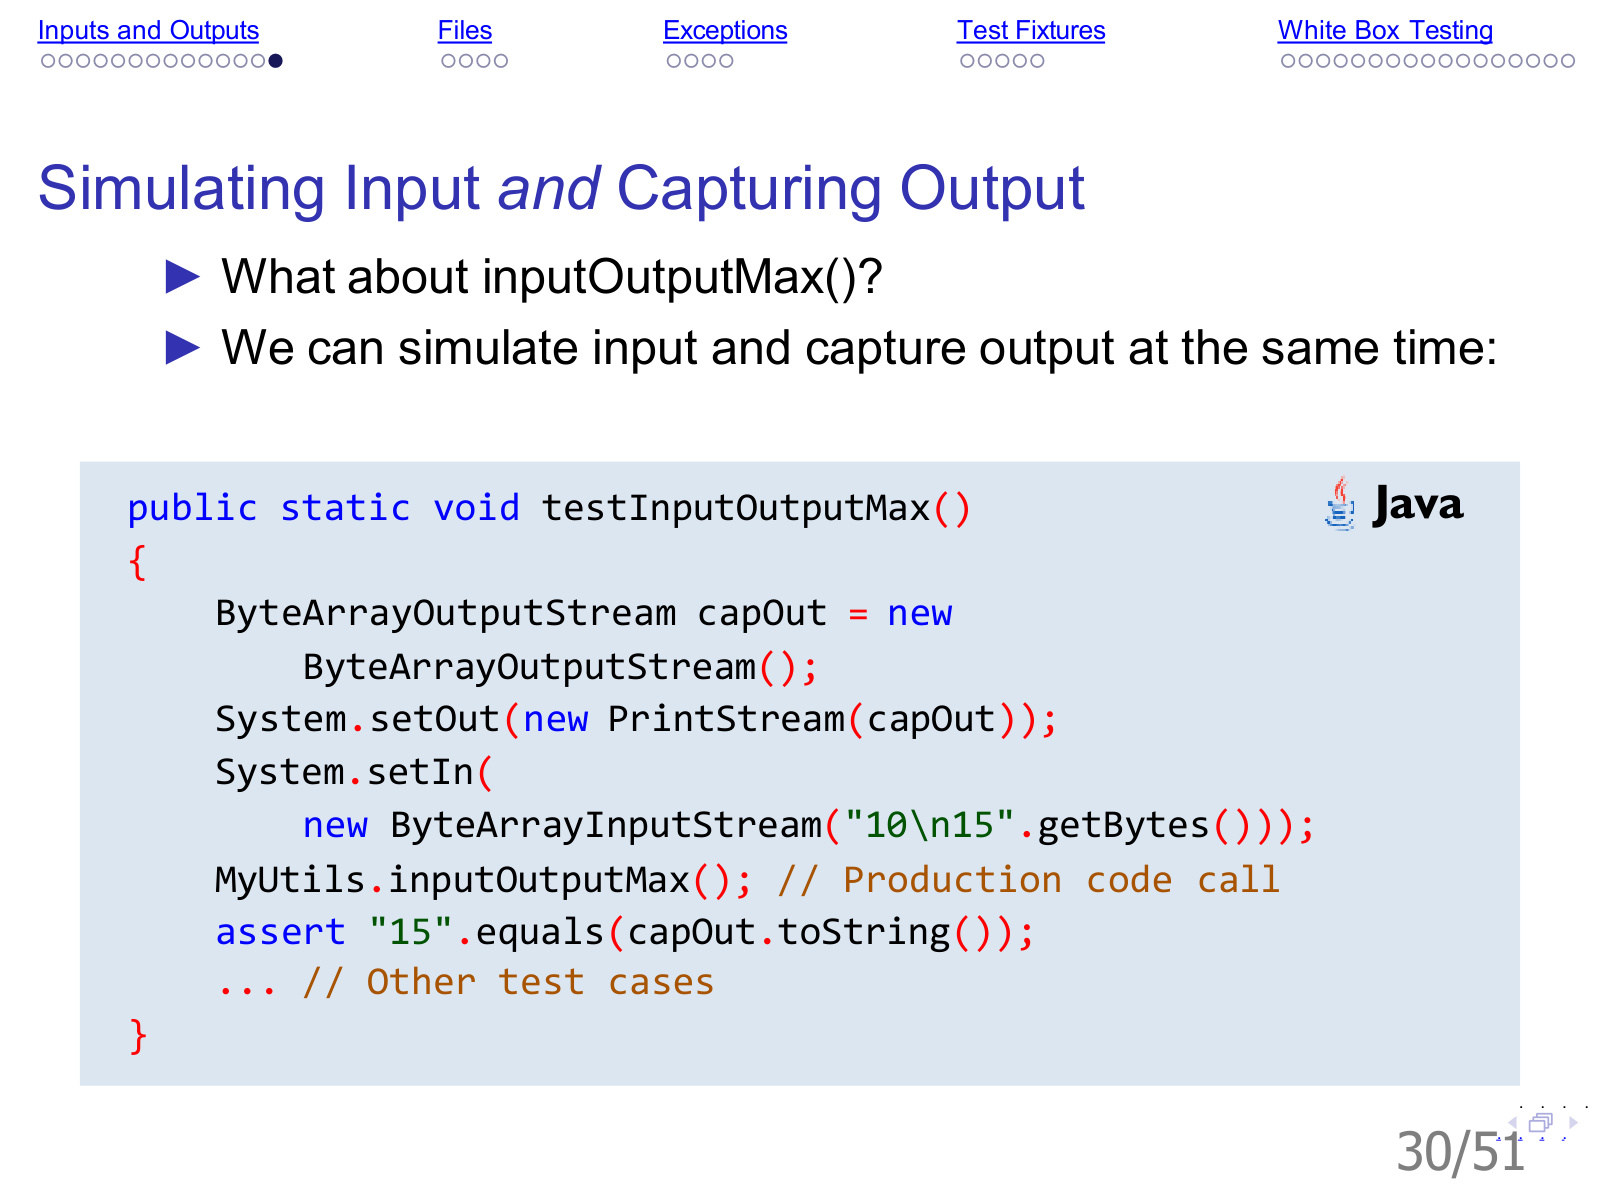 Inputs and Outputs Files Exceptions Test Fixtures White Box Testing
Simulating Input and Capturing Output
► What about inputOutputMax()?
► We can simulate input and capture output at the same time:
Java
public static void testInputOutputMax()
{
    ByteArrayOutputStream capOut = new
        ByteArrayOutputStream();
    System.setOut(new PrintStream(capOut));
    System.setIn(
        new ByteArrayInputStream("10\n15".getBytes()));
    MyUtils.inputOutputMax(); // Production code call
    assert "15".equals(capOut.toString());
    ... // Other test cases
}
30/51